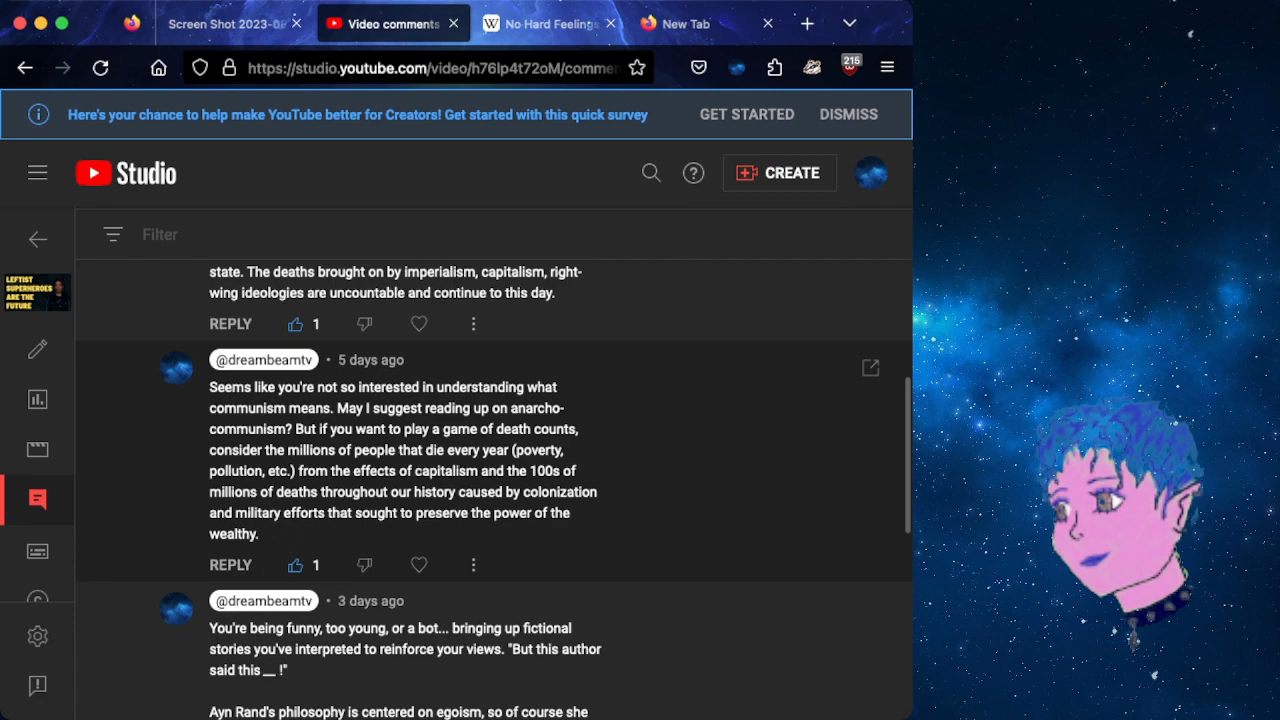 Screen Shot 2023-0
Video comments
W No Hard Feelings
New Tab
https://studio.youtube.com/video/h76lp4t72oM/commen
215
Here's your chance to help make YouTube better for Creators! Get started with this quick survey
GET STARTED
DISMISS
Studio
CREATE
Filter
LEFTIST
SUPERHEROES
ARE THE
FUTURE
state. The deaths brought on by imperialism, capitalism, right-
wing ideologies are uncountable and continue to this day.
REPLY 1
@dreambeamtv • 5 days ago
Seems like you're not so interested in understanding what
communism means. May I suggest reading up on anarcho-
communism? But if you want to play a game of death counts,
consider the millions of people that die every year (poverty,
pollution, etc.) from the effects of capitalism and the 100s of
millions of deaths throughout our history caused by colonization
and military efforts that sought to preserve the power of the
wealthy.
REPLY 1
@dreambeamtv • 3 days ago
You're being funny, too young, or a bot... bringing up fictional
stories you've interpreted to reinforce your views. "But this author
said this __ !"
Ayn Rand's philosophy is centered on egoism, so of course she